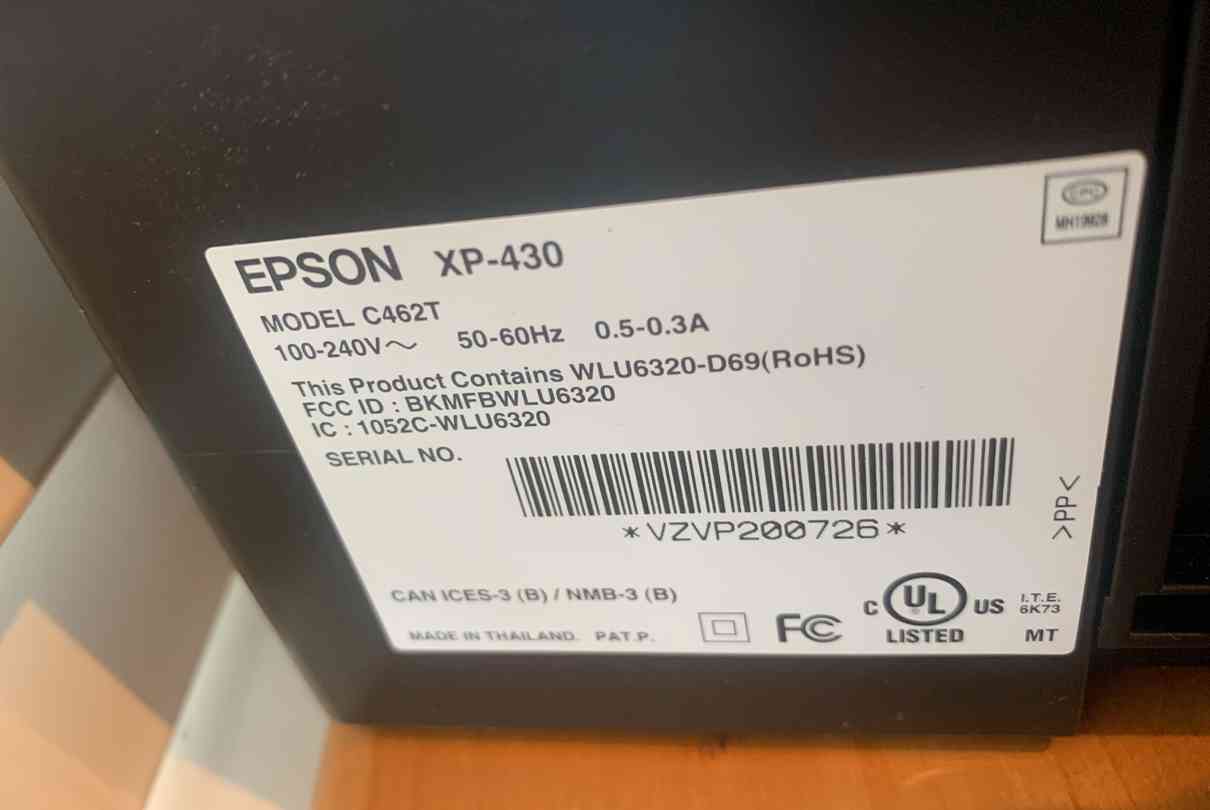 EPSON XP-430
MODEL C462T
100-240V～ 50-60Hz 0.5-0.3A
This Product Contains WLU6320-D69(RoHS)
FCC ID : BKMFBWLU6320
IC : 1052C-WLU6320
SERIAL NO.
*VZVP200726*
>PP<
CAN ICES-3 (B) / NMB-3 (B)
MADE IN THAILAND. PAT.P.
FC
C UL US
LISTED
I.T.E.
6K73
MT